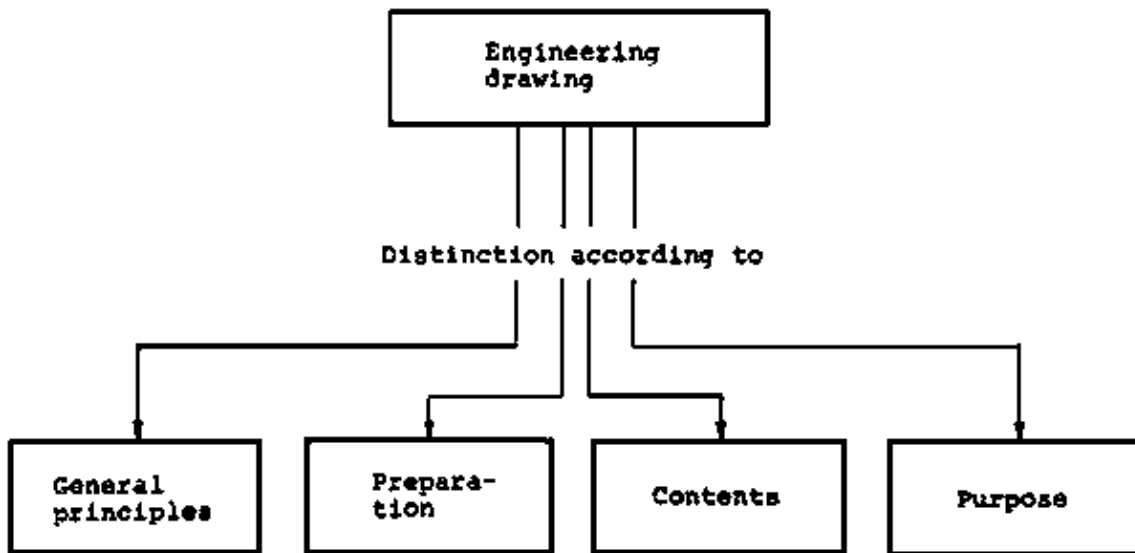 Engineering
drawing
Distinction according to
General
principles
Prepara-
tion
Contents
Purpose